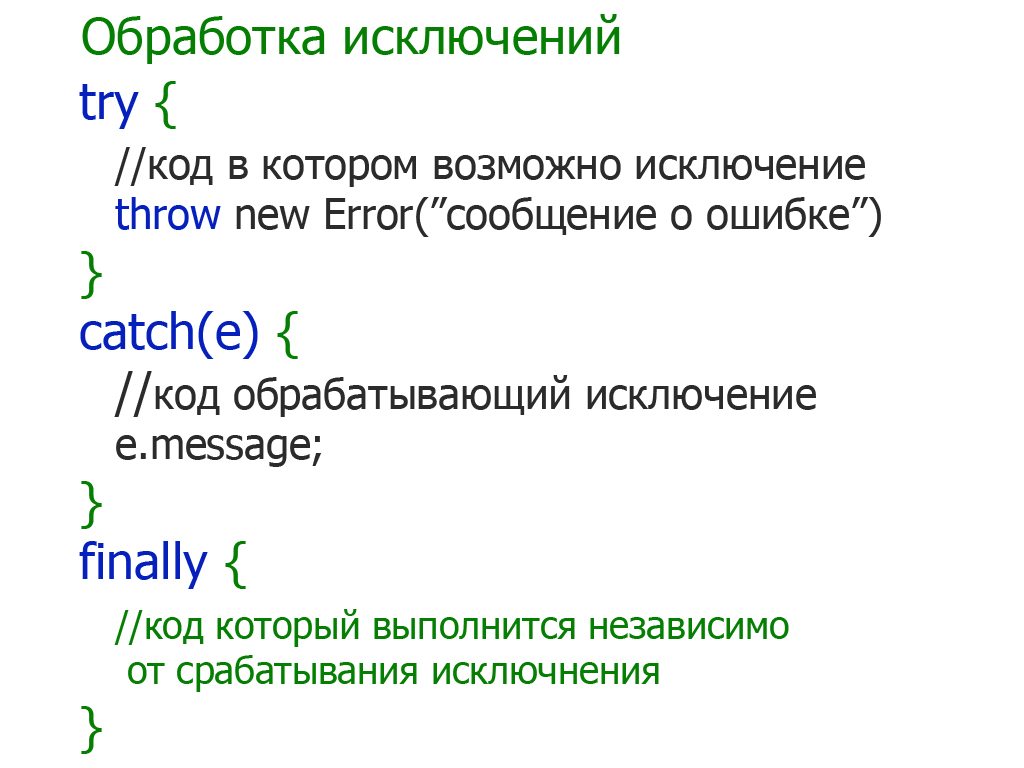 Обработка исключений
try {
//код в котором возможно исключение
throw new Error(”сообщение о ошибке”)
}
catch(e) {
//код обрабатывающий исключение
e.message;
}
finally {
//код который выполнится независимо
от срабатывания исключнения
}